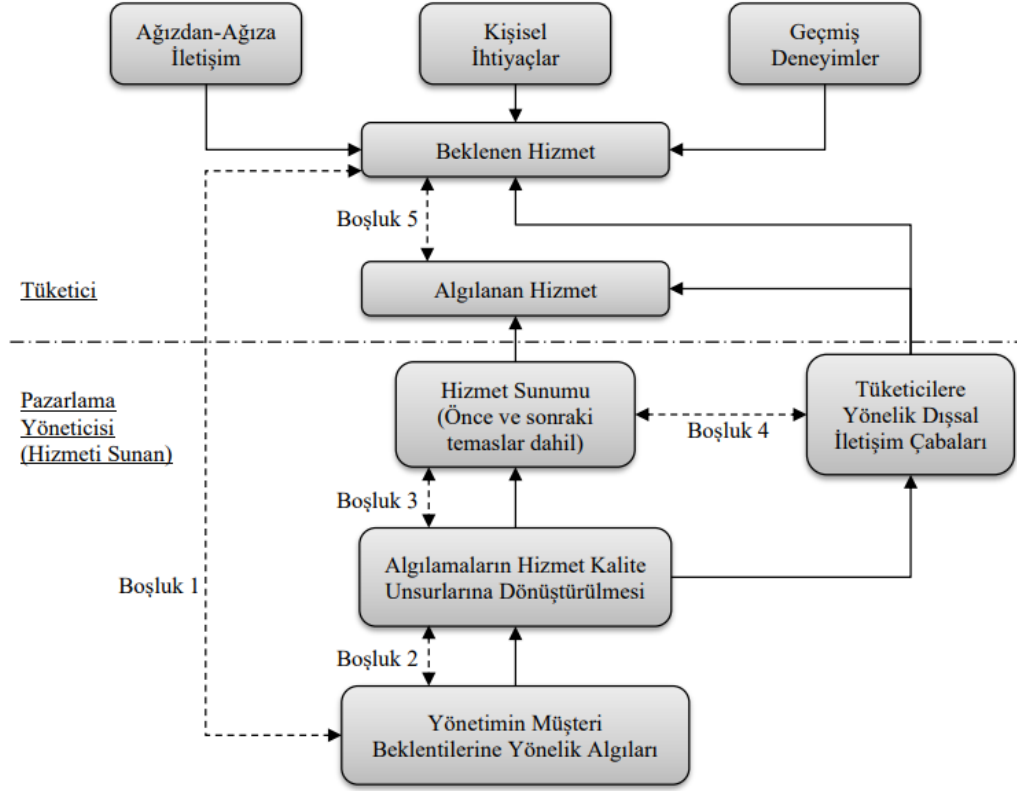 Ağızdan-Ağıza
İletişim
Kişisel
İhtiyaçlar
Geçmiş
Deneyimler
Beklenen Hizmet
Boşluk 5
Tüketici
Algılanan Hizmet
Pazarlama
Yöneticisi
(Hizmeti Sunan)
Hizmet Sunumu
(Önce ve sonraki
temaslar dahil)
Boşluk 4
Tüketicilere
Yönelik Dışsal
İletişim Çabaları
Boşluk 3
Algılamaların Hizmet Kalite
Unsurlarına Dönüştürülmesi
Boşluk 1
Boşluk 2
Yönetimin Müşteri
Beklentilerine Yönelik Algıları